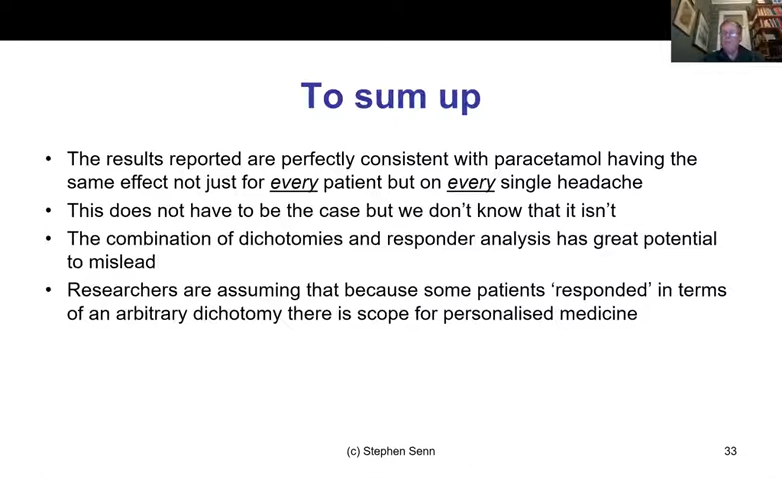 To sum up
• The results reported are perfectly consistent with paracetamol having the
same effect not just for every patient but on every single headache
• This does not have to be the case but we don’t know that it isn’t
• The combination of dichotomies and responder analysis has great potential
to mislead
• Researchers are assuming that because some patients ‘responded’ in terms
of an arbitrary dichotomy there is scope for personalised medicine
(c) Stephen Senn
33